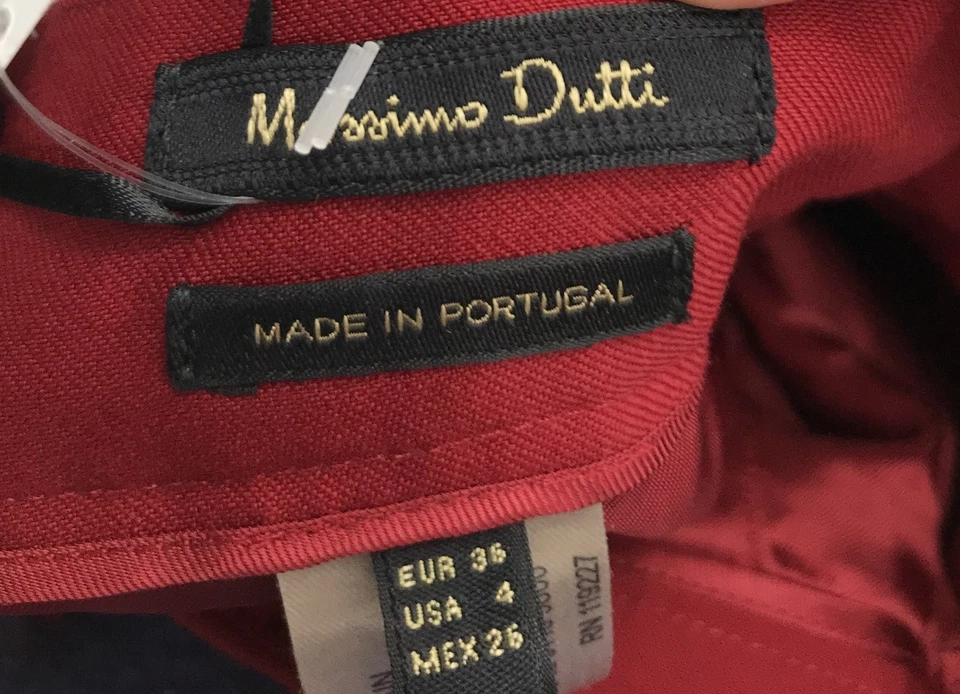 Massimo Dutti
MADE IN PORTUGAL
EUR 36
USA 4
MEX 26
RN 119227